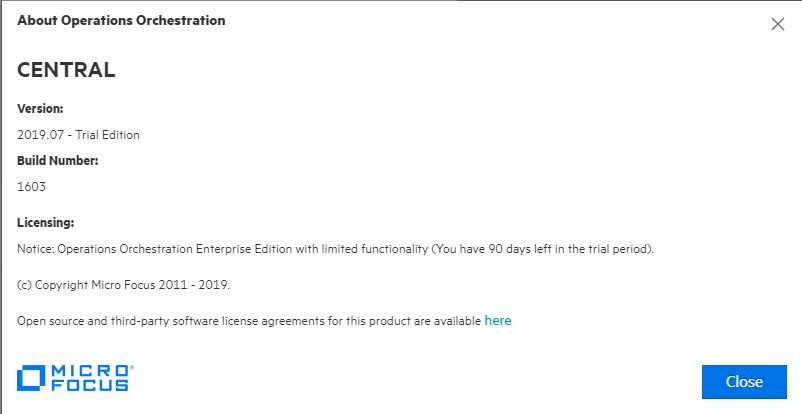 About Operations Orchestration
CENTRAL
Version:
2019.07 - Trial Edition
Build Number:
1603
Licensing:
Notice: Operations Orchestration Enterprise Edition with limited functionality (You have 90 days left in the trial period).
(c) Copyright Micro Focus 2011 - 2019.
Open source and third-party software license agreements for this product are available here
MICRO®
FOCUS
Close